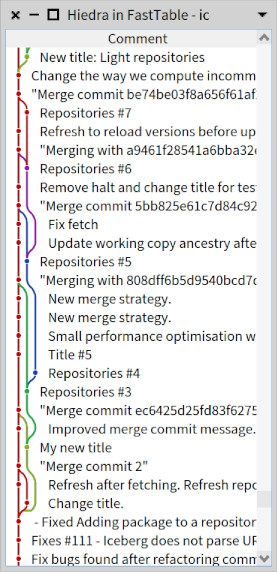 Hiedra in FastTable - ic
Comment
New title: Light repositories
Change the way we compute incomm
"Merge commit be74be03f8a656f61af
Repositories #7
Refresh to reload versions before up
"Merging with a9461f28541a6bba32e
Repositories #6
Remove halt and change title for tes
"Merge commit 5bb825e61c7d84c92
Fix fetch
Update working copy ancestry afte
Repositories #5
"Merging with 808dff6b5d9540bcd7c
New merge strategy.
New merge strategy.
Small performance optimisation w
Title #5
Repositories #4
Repositories #3
"Merge commit ec6425d25fd83f6275
Improved merge commit message.
My new title
"Merge commit 2"
Refresh after fetching. Refresh repo
Change title.
- Fixed Adding package to a repositor
Fixes #111 - Iceberg does not parse UF
Fix bugs found after refactoring comm